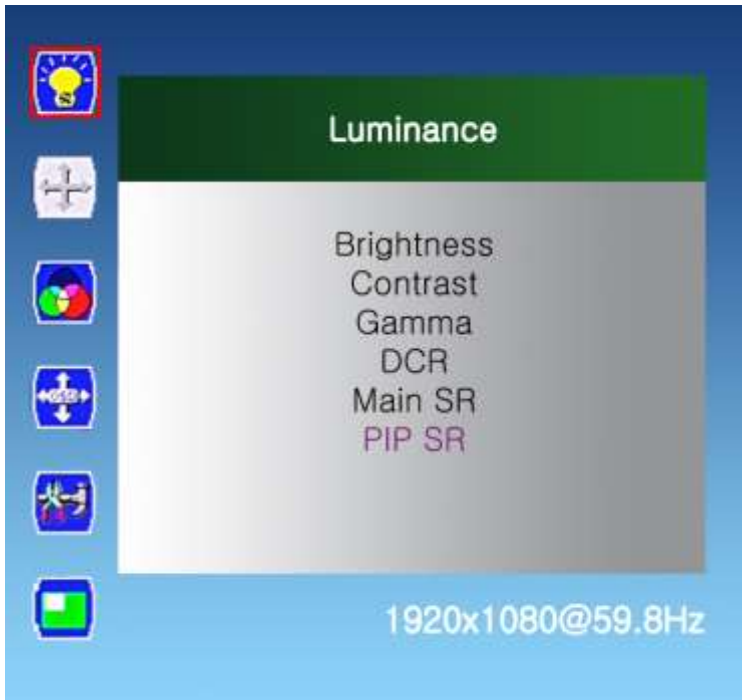 Luminance
Brightness
Contrast
Gamma
DCR
Main SR
PIP SR
1920x1080@59.8Hz